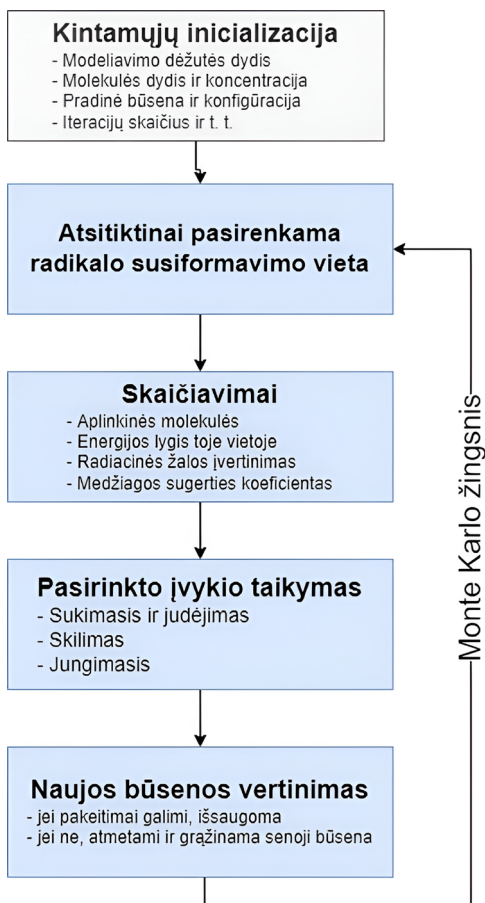 Kintamųjų inicializacija
- Modeliavimo dėžutės dydis
- Molekulės dydis ir koncentracija
- Pradinė būsena ir konfigūracija
- Iteracijų skaičius ir t. t.
Atsitiktinai pasirenkama
radikalo susiformavimo vieta
Skaičiavimai
- Aplinkinės molekulės
- Energijos lygis toje vietoje
- Radiacinės žalos įvertinimas
- Medžiagos sugerties koeficientas
Pasirinkto įvykio taikymas
- Sukimasis ir judėjimas
- Skilimas
- Jungimasis
Naujos būsenos vertinimas
- jei pakeitimai galimi, išsaugoma
- jei ne, atmetami ir grąžinama senoji būsena
Monte Karlo žingsnis